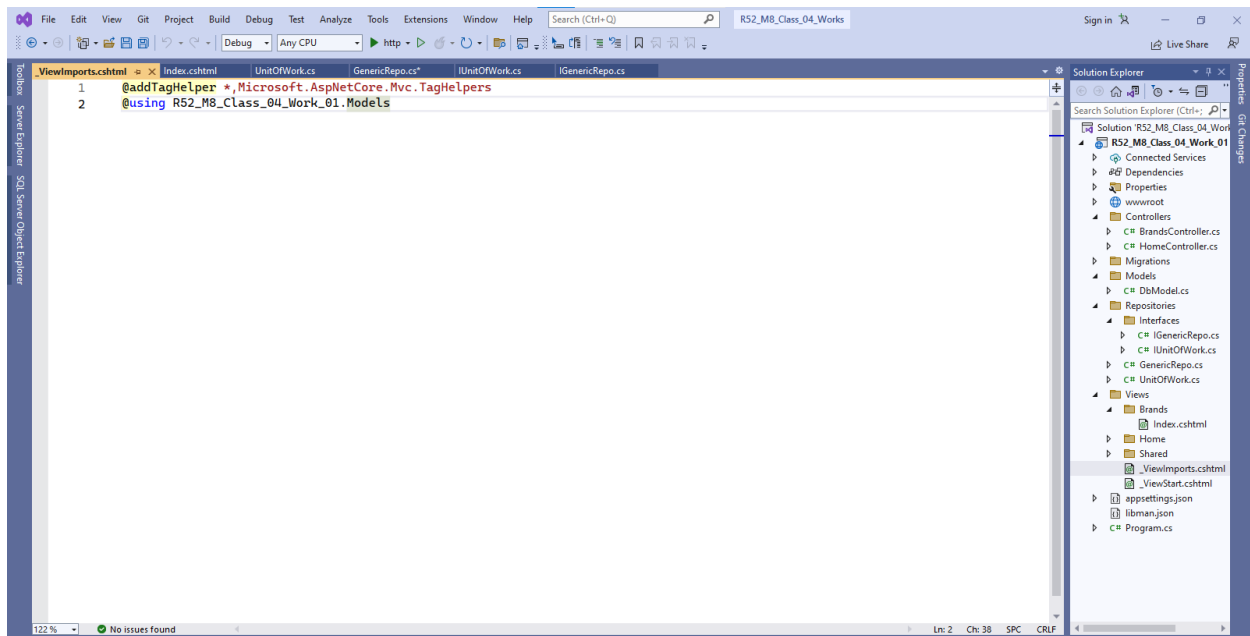 File Edit View Git Project Build Debug Test Analyze Tools Extensions Window Help Search (Ctrl+Q) R52_M8_Class_04_Works Sign in
Debug Any CPU http Live Share
_ViewImports.cshtml Index.cshtml UnitOfWork.cs GenericRepo.cs* IUnitOfWork.cs IGenericRepo.cs
1 @addTagHelper *,Microsoft.AspNetCore.Mvc.TagHelpers
2 @using R52_M8_Class_04_Work_01.Models
Toolbox
Server Explorer
SQL Server Object Explorer
Solution Explorer
Search Solution Explorer (Ctrl+;
Solution 'R52_M8_Class_04_Work
R52_M8_Class_04_Work_01
Connected Services
Dependencies
Properties
wwwroot
Controllers
C# BrandsController.cs
C# HomeController.cs
Migrations
Models
C# DbModel.cs
Repositories
Interfaces
C# IGenericRepo.cs
C# IUnitOfWork.cs
C# GenericRepo.cs
C# UnitOfWork.cs
Views
Brands
Index.cshtml
Home
Shared
_ViewImports.cshtml
_ViewStart.cshtml
appsettings.json
libman.json
C# Program.cs
Properties
Git Changes
122 % No issues found Ln: 2 Ch: 38 SPC CRLF